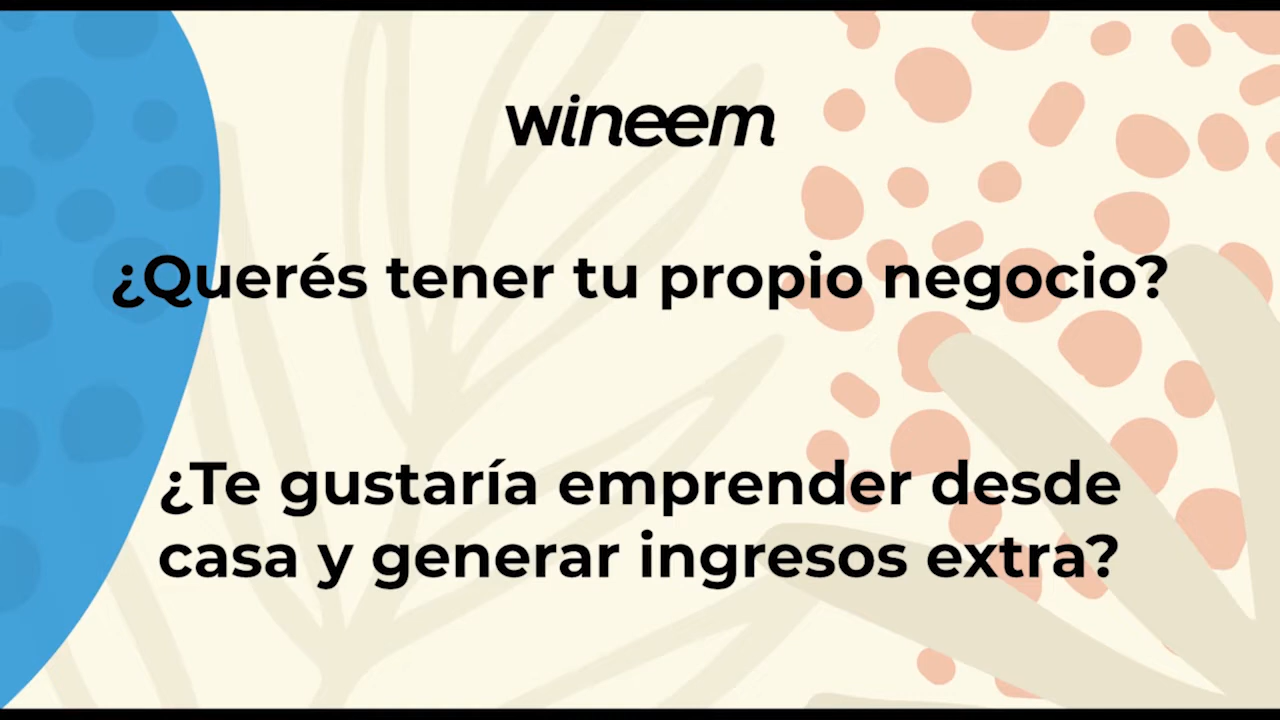 wineem
¿Querés tener tu propio negocio?
¿Te gustaría emprender desde
casa y generar ingresos extra?